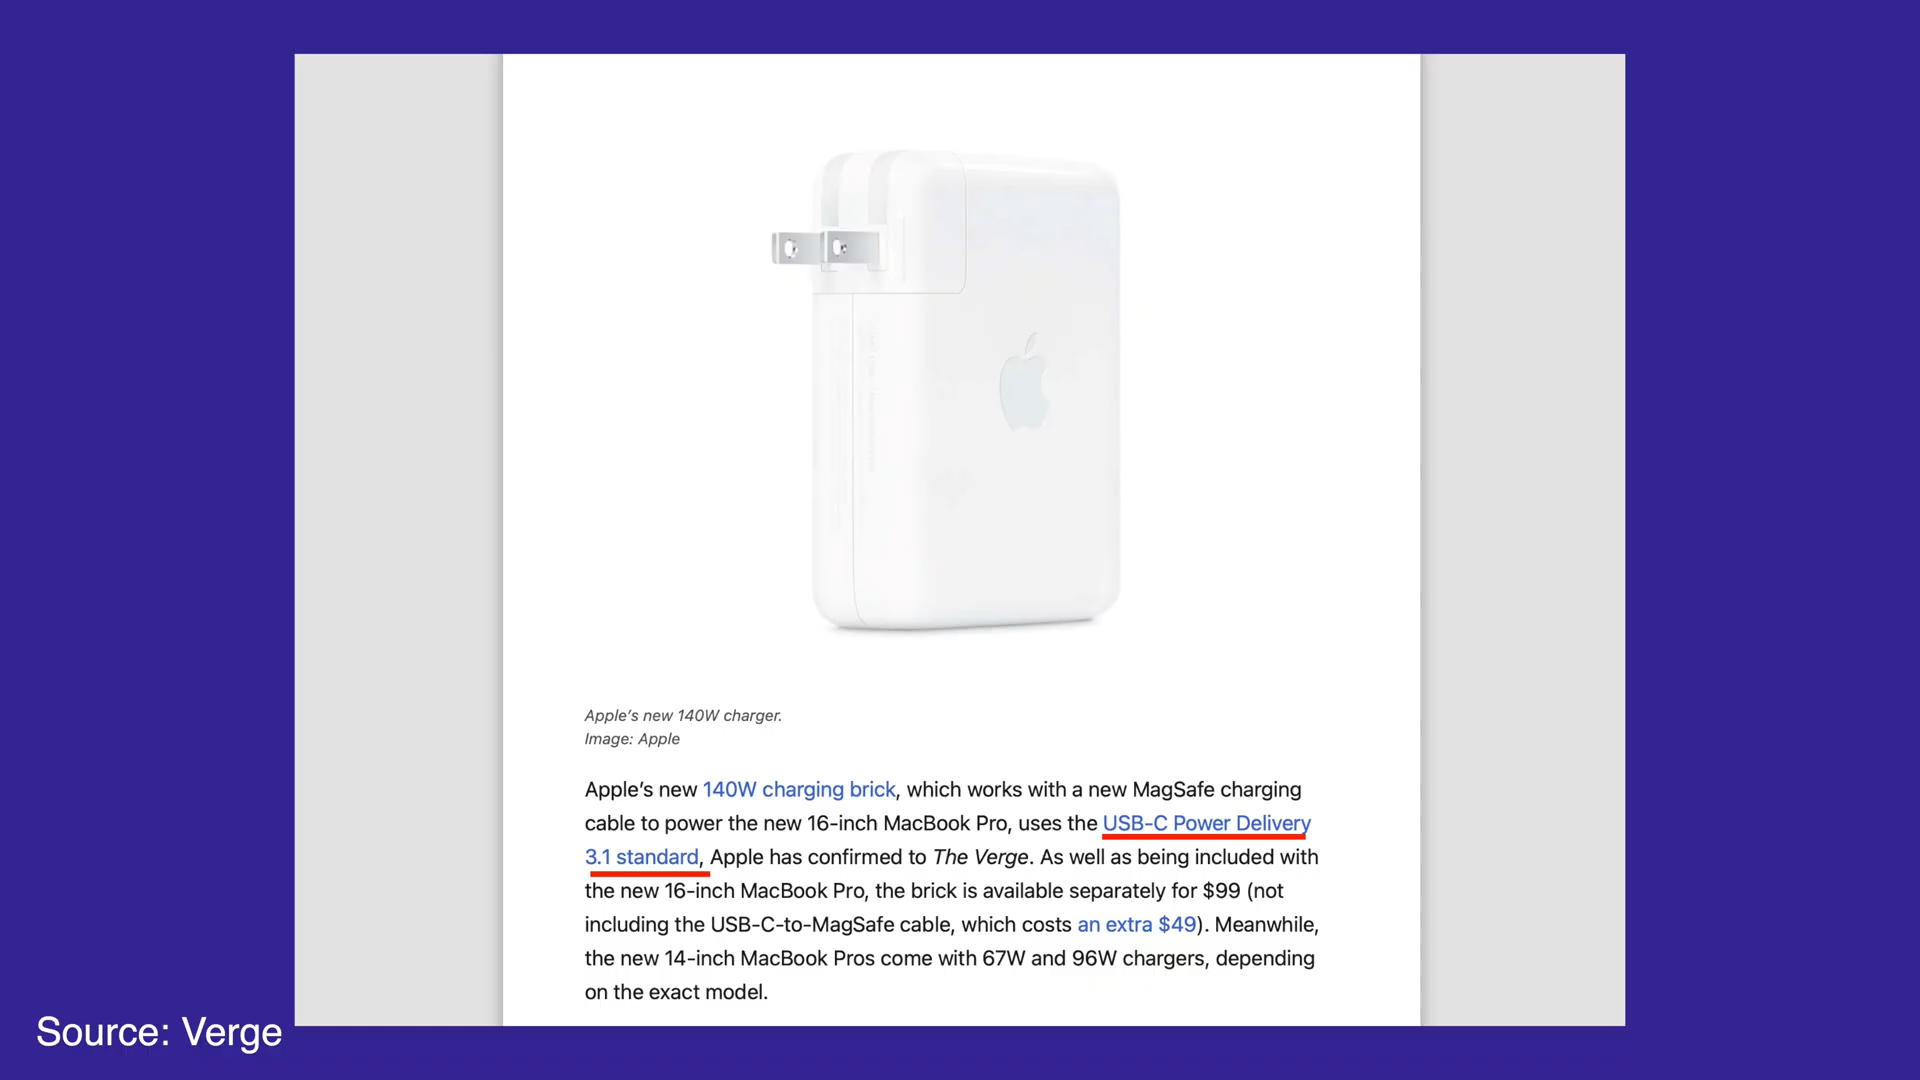 Apple's new 140W charger.
Image: Apple
Apple's new 140W charging brick, which works with a new MagSafe charging
cable to power the new 16-inch MacBook Pro, uses the USB-C Power Delivery
3.1 standard, Apple has confirmed to The Verge. As well as being included with
the new 16-inch MacBook Pro, the brick is available separately for $99 (not
including the USB-C-to-MagSafe cable, which costs an extra $49). Meanwhile,
the new 14-inch MacBook Pros come with 67W and 96W chargers, depending
on the exact model.
Source: Verge